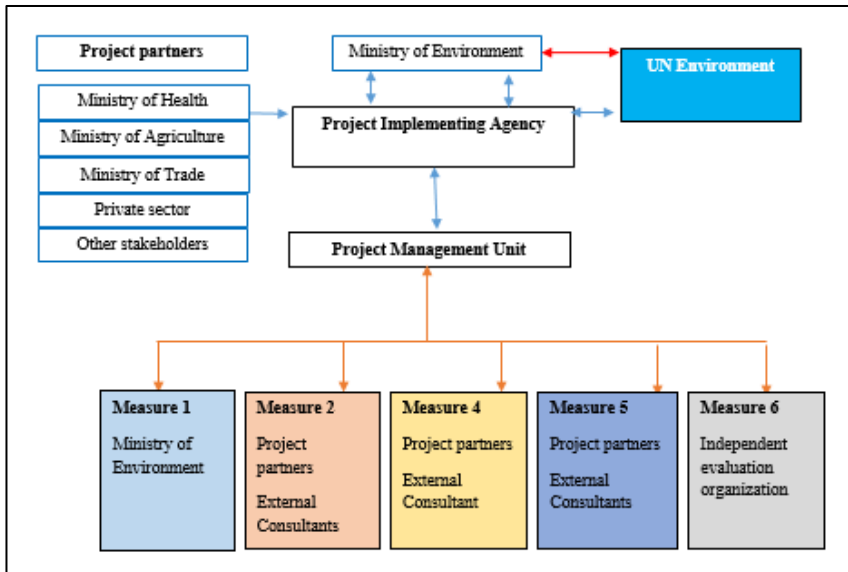 Project partners
Ministry of Environment
UN Environment
Ministry of Health
Ministry of Agriculture
Ministry of Trade
Private sector
Other stakeholders
Project Implementing Agency
Project Management Unit
Measure 1
Ministry of
Environment
Measure 2
Project
partners
External
Consultants
Measure 4
Project partners
External
Consultant
Measure 5
Project partners
External
Consultants
Measure 6
Independent
evaluation
organization